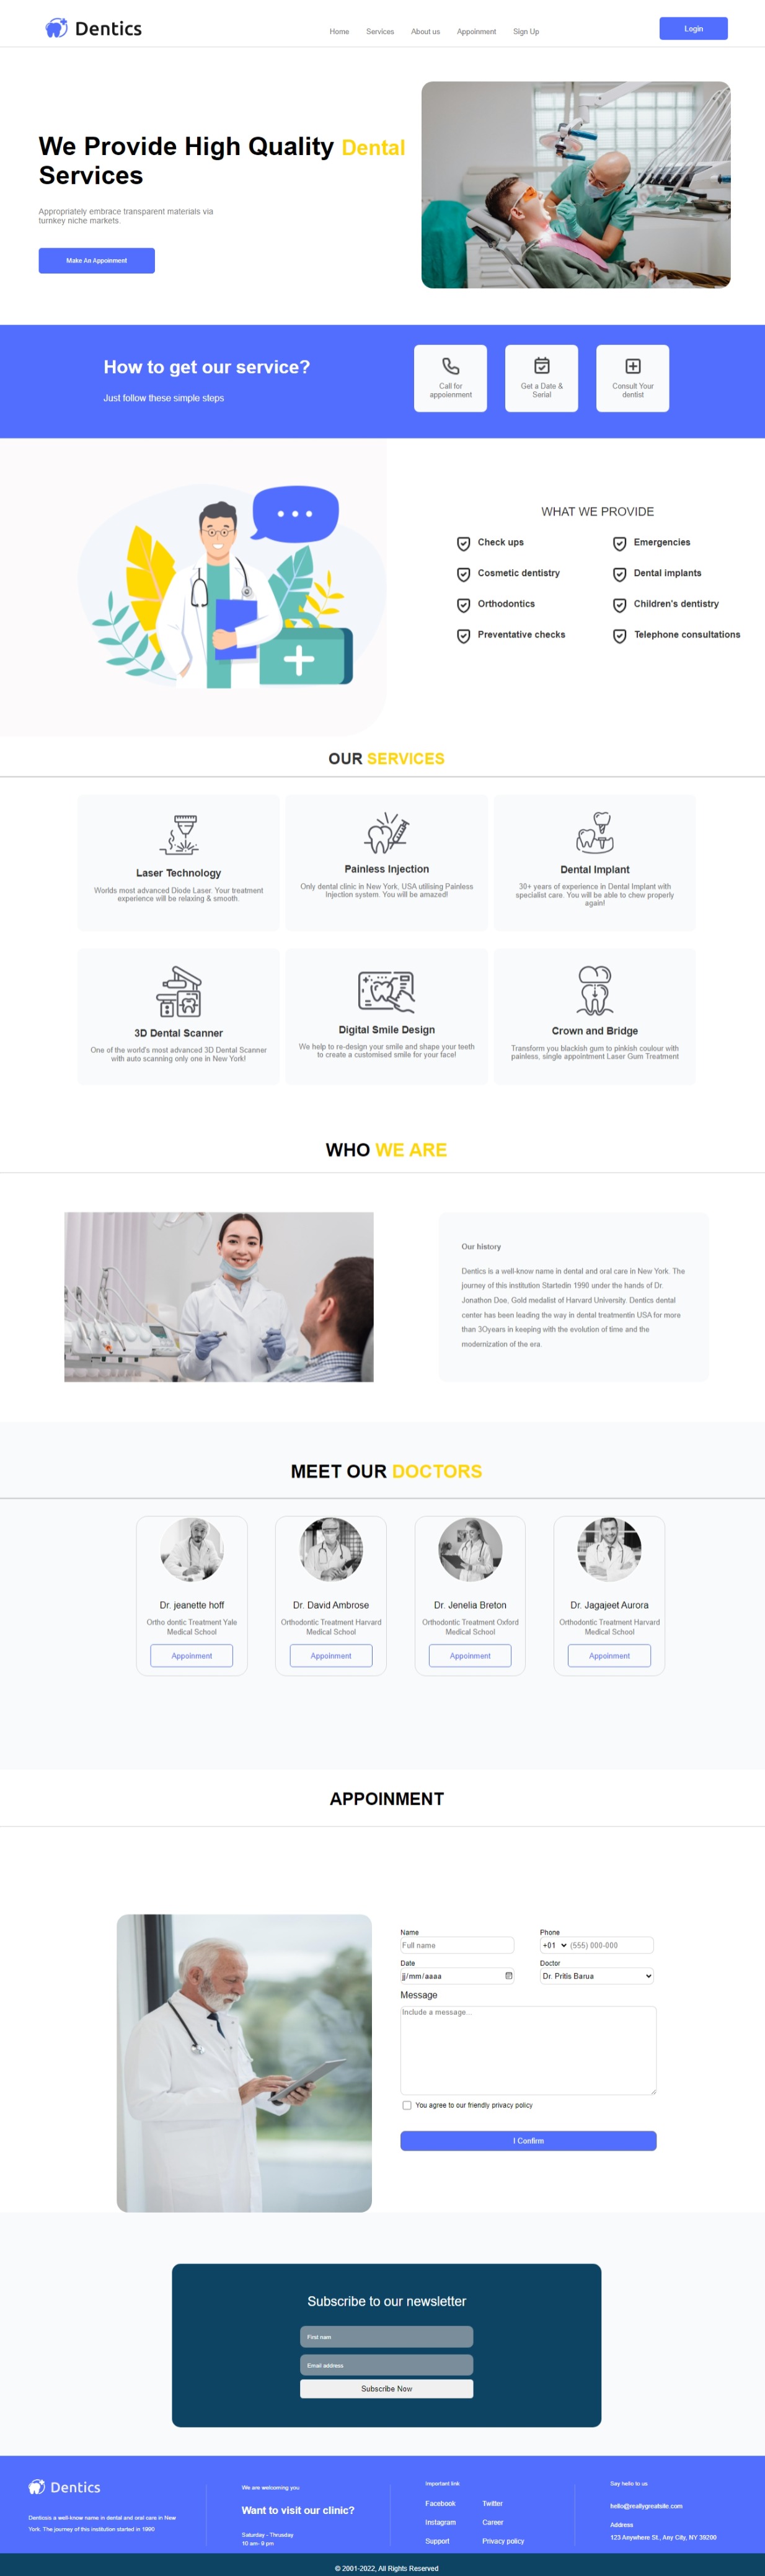 Dentics
Home Services About us Appoinment Sign Up
Login
We Provide High Quality Dental
Services
Appropriately embrace transparent materials via
turnkey niche markets.
Make An Appoinment
How to get our service?
Just follow these simple steps
Call for
appoienment
Get a Date &
Serial
Consult Your
dentist
WHAT WE PROVIDE
Check ups
Emergencies
Cosmetic dentistry
Dental implants
Orthodontics
Children's dentistry
Preventative checks
Telephone consultations
OUR SERVICES
Laser Technology
Worlds most advanced Diode Laser. Your treatment
experience will be relaxing & smooth.
Painless Injection
Only dental clinic in New York, USA utilising Painless
Injection system. You will be amazed!
Dental Implant
30+ years of experience in Dental Implant with
specialist care. You will be able to chew properly
again!
3D Dental Scanner
One of the world's most advanced 3D Dental Scanner
with auto scanning only one in New York!
Digital Smile Design
We help to re-design your smile and shape your teeth
to create a customised smile for your face!
Crown and Bridge
Transform you blackish gum to pinkish colour with
painless, single appointment Laser Gum Treatment
WHO WE ARE
Our history
Dentics is a well-know name in dental and oral care in New York. The
journey of this institution Startedin 1990 under the hands of Dr.
Jonathon Doe, Gold medalist of Harvard University. Dentics dental
center has been leading the way in dental treatmentin USA for more
than 3Oyears in keeping with the evolution of time and the
modernization of the era.
MEET OUR DOCTORS
Dr. jeanette hoff
Ortho dontic Treatment Yale
Medical School
Appoinment
Dr. David Ambrose
Orthodontic Treatment Harvard
Medical School
Appoinment
Dr. Jenelia Breton
Orthodontic Treatment Oxford
Medical School
Appoinment
Dr. Jagajeet Aurora
Orthodontic Treatment Harvard
Medical School
Appoinment
APPOINMENT
Name
Full name
Phone
+01 (555) 000-000
Date
jj/mm/aaaa
Doctor
Dr. Pritis Barua
Message
Include a message...
You agree to our friendly privacy policy
I Confirm
Subscribe to our newsletter
First nam
Email address
Subscribe Now
Dentics
Denticsis a well-know name in dental and oral care in New
York. The journey of this institution started in 1990
We are welcoming you
Want to visit our clinic?
Saturday - Thrusday
10 am- 9 pm
Important link
Facebook Twitter
Instagram Career
Support Privacy policy
Say hello to us
hello@reallygreatsite.com
Address
123 Anywhere St., Any City, NY 39200
© 2001-2022, All Rights Reserved